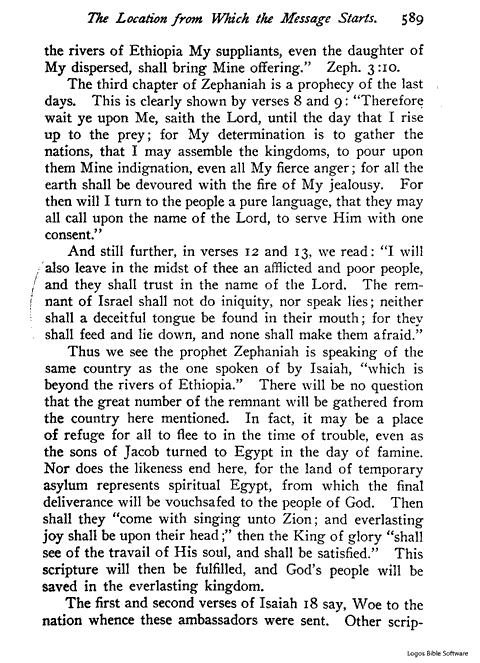 The Location from Which the Message Starts. 589
the rivers of Ethiopia My suppliants, even the daughter of
My dispersed, shall bring Mine offering." Zeph. 3:10.
The third chapter of Zephaniah is a prophecy of the last
days. This is clearly shown by verses 8 and 9: "Therefore
wait ye upon Me, saith the Lord, until the day that I rise
up to the prey; for My determination is to gather the
nations, that I may assemble the kingdoms, to pour upon
them Mine indignation, even all My fierce anger; for all the
earth shall be devoured with the fire of My jealousy. For
then will I turn to the people a pure language, that they may
all call upon the name of the Lord, to serve Him with one
consent."
And still further, in verses 12 and 13, we read: "I will
also leave in the midst of thee an afflicted and poor people,
and they shall trust in the name of the Lord. The rem-
nant of Israel shall not do iniquity, nor speak lies; neither
shall a deceitful tongue be found in their mouth; for they
shall feed and lie down, and none shall make them afraid."
Thus we see the prophet Zephaniah is speaking of the
same country as the one spoken of by Isaiah, "which is
beyond the rivers of Ethiopia." There will be no question
that the great number of the remnant will be gathered from
the country here mentioned. In fact, it may be a place
of refuge for all to flee to in the time of trouble, even as
the sons of Jacob turned to Egypt in the day of famine.
Nor does the likeness end here, for the land of temporary
asylum represents spiritual Egypt, from which the final
deliverance will be vouchsafed to the people of God. Then
shall they "come with singing unto Zion; and everlasting
joy shall be upon their head;" then the King of glory "shall
see of the travail of His soul, and shall be satisfied." This
scripture will then be fulfilled, and God's people will be
saved in the everlasting kingdom.
The first and second verses of Isaiah 18 say, Woe to the
nation whence these ambassadors were sent. Other scrip-
Logos Bible Software